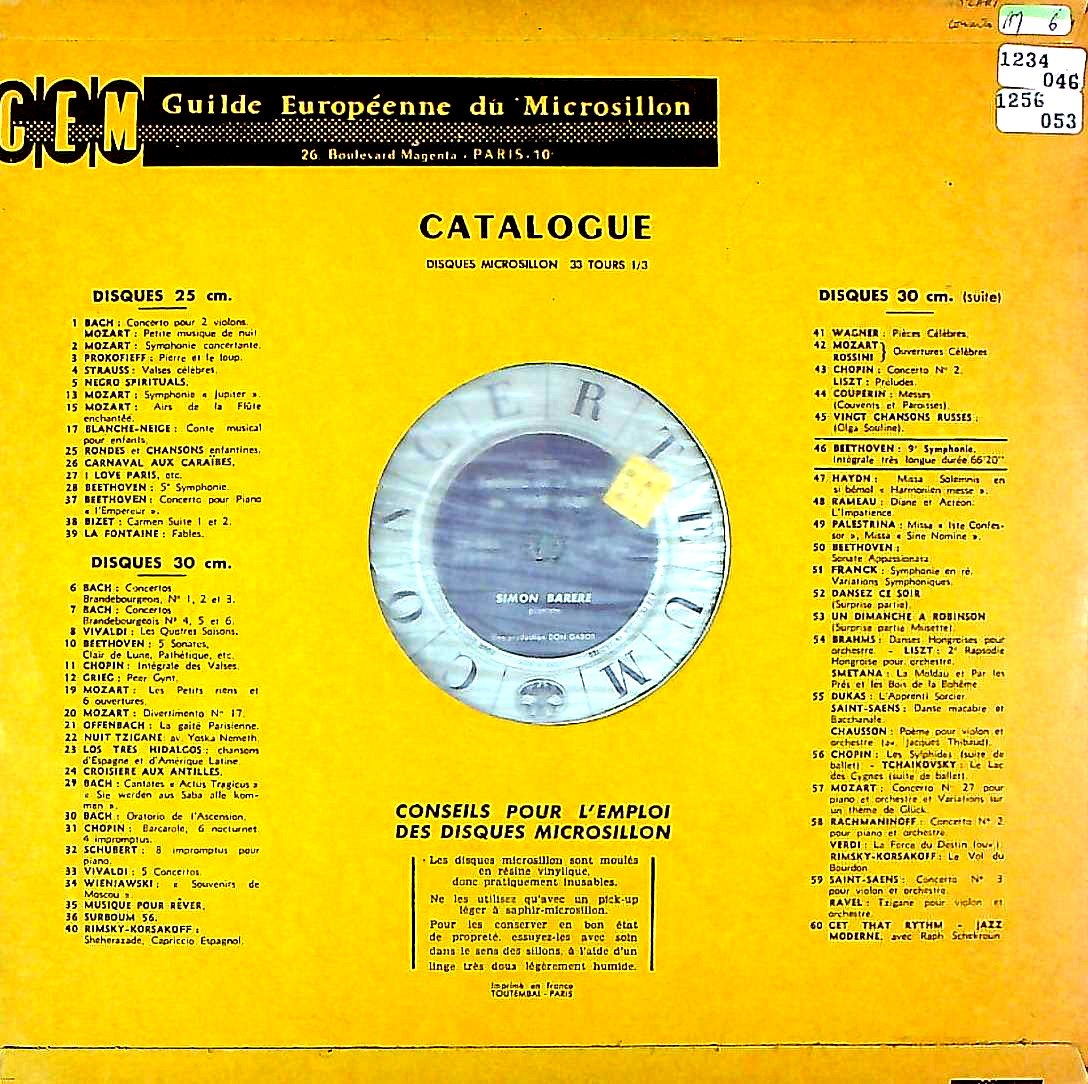 M 6
1234
046
1256
053
GEM
Guilde Européenne du Microsillon
26, Boulevard Magenta - PARIS-10
CATALOGUE
DISQUES MICROSILLON 33 TOURS 1/3
DISQUES 25 cm.
1 BACH : Concerto pour 2 violons.
MOZART : Petite musique de nuit
2 MOZART : Symphonie concertante.
3 PROKOFIEFF : Pierre et le loup.
4 STRAUSS : Valses célèbres.
5 NEGRO SPIRITUALS.
13 MOZART : Symphonie « Jupiter ».
15 MOZART : Airs de la Flûte
enchantée.
17 BLANCHE-NEIGE : Conte musical
pour enfants.
25 RONDES et CHANSONS enfantines.
26 CARNAVAL AUX CARAÏBES.
27 I LOVE PARIS, etc.
28 BEETHOVEN : 5e Symphonie.
37 BEETHOVEN : Concerto pour Piano
« l'Empereur ».
38 BIZET : Carmen Suite 1 et 2.
39 LA FONTAINE : Fables.
DISQUES 30 cm.
6 BACH : Concertos
Brandebourgeois, N° 1, 2 et 3.
7 BACH : Concertos
Brandebourgeois N° 4, 5 et 6.
8 VIVALDI : Les Quatres Saisons.
10 BEETHOVEN : 5 Sonates,
Clair de Lune, Pathétique, etc.
11 CHOPIN : Intégrale des Valses.
12 GRIEG : Peer Gynt.
19 MOZART : Les Petits riens et
6 ouvertures.
20 MOZART : Divertimento N° 17.
21 OFFENBACH : La gaité Parisienne.
22 NUIT TZIGANE av. Yoska Nemeth.
23 LOS TRES HIDALGOS : chansons
d'Espagne et d'Amérique Latine.
24 CROISIERE AUX ANTILLES.
29 BACH : Cantates « Actus Tragicus »
« Sie werden aus Saba alle kom-
men ».
30 BACH : Oratorio de l'Ascension.
31 CHOPIN : Barcarole, 6 nocturnes
4 impromptus.
32 SCHUBERT : 8 impromptus pour
piano.
33 VIVALDI : 5 Concertos.
34 WIENIAWSKI : « Souvenirs de
Moscou ».
35 MUSIQUE POUR RÊVER.
36 SURBOUM 56.
40 RIMSKY-KORSAKOFF :
Sheherazade, Capriccio Espagnol.
CONCERTEUM
SIMON BARERE
Une production DON GABOR
CONSEILS POUR L'EMPLOI
DES DISQUES MICROSILLON
Les disques microsillon sont moulés
en résine vinylique,
donc pratiquement inusables.
Ne les utilisez qu'avec un pick-up
léger à saphir-microsillon.
Pour les conserver en bon état
de propreté, essuyez-les avec soin
dans le sens des sillons, à l'aide d'un
linge très doux légèrement humide.
Imprimé en France
TOUTEMBAL - PARIS
DISQUES 30 cm. (suite)
41 WAGNER : Pièces Célèbres.
42 MOZART } Ouvertures Célèbres
ROSSINI
43 CHOPIN : Concerto N° 2.
LISZT : Préludes.
44 COUPERIN : Messes
(Couvents et Paroisses).
45 VINGT CHANSONS RUSSES :
(Olga Souline).
46 BEETHOVEN : 9e Symphonie.
Intégrale très longue durée 66'20"
47 HAYDN : Missa Solemnis en
si bémol « Harmonien messe ».
48 RAMEAU : Diane et Actéon.
L'Impatience.
49 PALESTRINA : Missa « Iste Confes-
sor », Missa « Sine Nomine ».
50 BEETHOVEN :
Sonate Appassionata
51 FRANCK : Symphonie en ré.
Variations Symphoniques.
52 DANSEZ CE SOIR
(Surprise partie).
53 UN DIMANCHE A ROBINSON
(Surprise partie Musette).
54 BRAHMS : Danses Hongroises pour
orchestre. - LISZT : 2e Rapsodie
Hongroise pour orchestre.
SMETANA : La Moldau et Par les
Prés et les Bois de la Bohême.
55 DUKAS : L'Apprenti Sorcier.
SAINT-SAENS : Danse macabre et
Bacchanale.
CHAUSSON : Poème pour violon et
orchestre (av. Jacques Thibaud).
56 CHOPIN : Les Sylphides (suite de
ballet) - TCHAIKOVSKY : Le Lac
des Cygnes (suite de ballet).
57 MOZART : Concerto N° 27 pour
piano et orchestre et Variations sur
un thème de Glück.
58 RACHMANINOFF : Concerto N° 2
pour piano et orchestre.
VERDI : La Force du Destin (ouv.).
RIMSKY-KORSAKOFF : Le Vol du
Bourdon.
59 SAINT-SAENS : Concerto N° 3
pour violon et orchestre.
RAVEL : Tzigane pour violon et
orchestre.
60 GET THAT RYTHM - JAZZ
MODERNE, avec Raph Schekroun